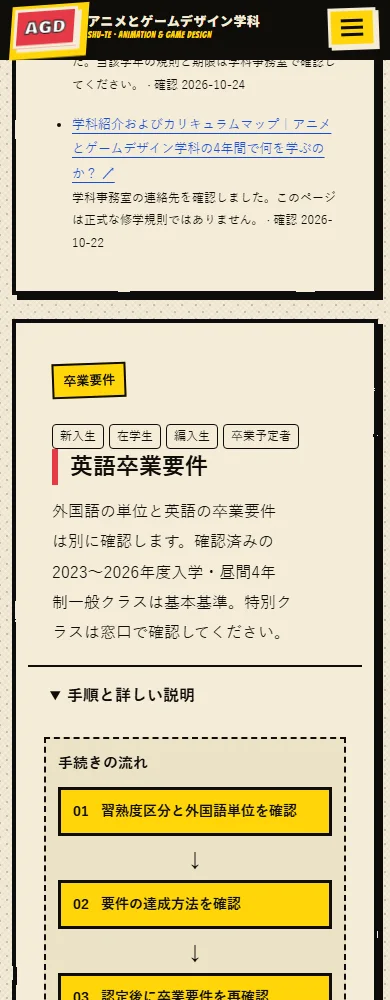 AGD
アニメとゲームデザイン学科
SHU-TE・ANIMATION & GAME DESIGN
た。当該学年の規則と期限は学科事務室で確認し
てください。 · 確認 2026-10-24
学科紹介およびカリキュラムマップ｜アニメ
とゲームデザイン学科の4年間で何を学ぶの
か？ ↗
学科事務室の連絡先を確認しました。このページ
は正式な修学規則ではありません。 · 確認 2026-
10-22
卒業要件
新入生 在学生 編入生 卒業予定者
英語卒業要件
外国語の単位と英語の卒業要件
は別に確認します。確認済みの
2023〜2026年度入学・昼間4年
制一般クラスは基本基準。特別ク
ラスは窓口で確認してください。
▼ 手順と詳しい説明
手続きの流れ
01 習熟度区分と外国語単位を確認
↓
02 要件の達成方法を確認
↓
03 認定後に卒業要件を再確認